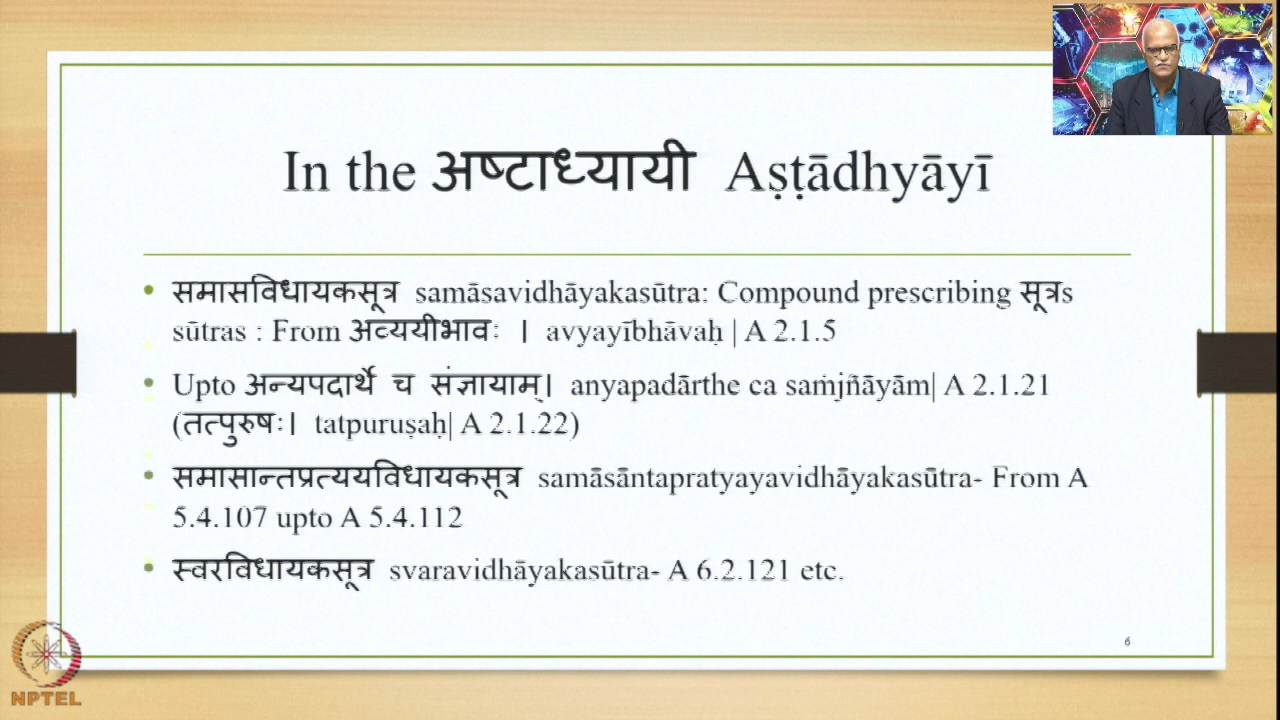 In the अष्टाध्यायी Aṣṭādhyāyī
• समासविधायकसूत्र samāsavidhāyakasūtra: Compound prescribing सूत्रs
sūtras : From अव्ययीभावः । avyayībhāvaḥ | A 2.1.5
• Upto अन्यपदार्थे च संज्ञायाम्। anyapadārthe ca saṁjñāyām| A 2.1.21
(तत्पुरुषः। tatpuruṣaḥ| A 2.1.22)
• समासान्तप्रत्ययविधायकसूत्र samāsāntapratyayavidhāyakasūtra- From A
5.4.107 upto A 5.4.112
• स्वरविधायकसूत्र svaravidhāyakasūtra- A 6.2.121 etc.
6
NPTEL